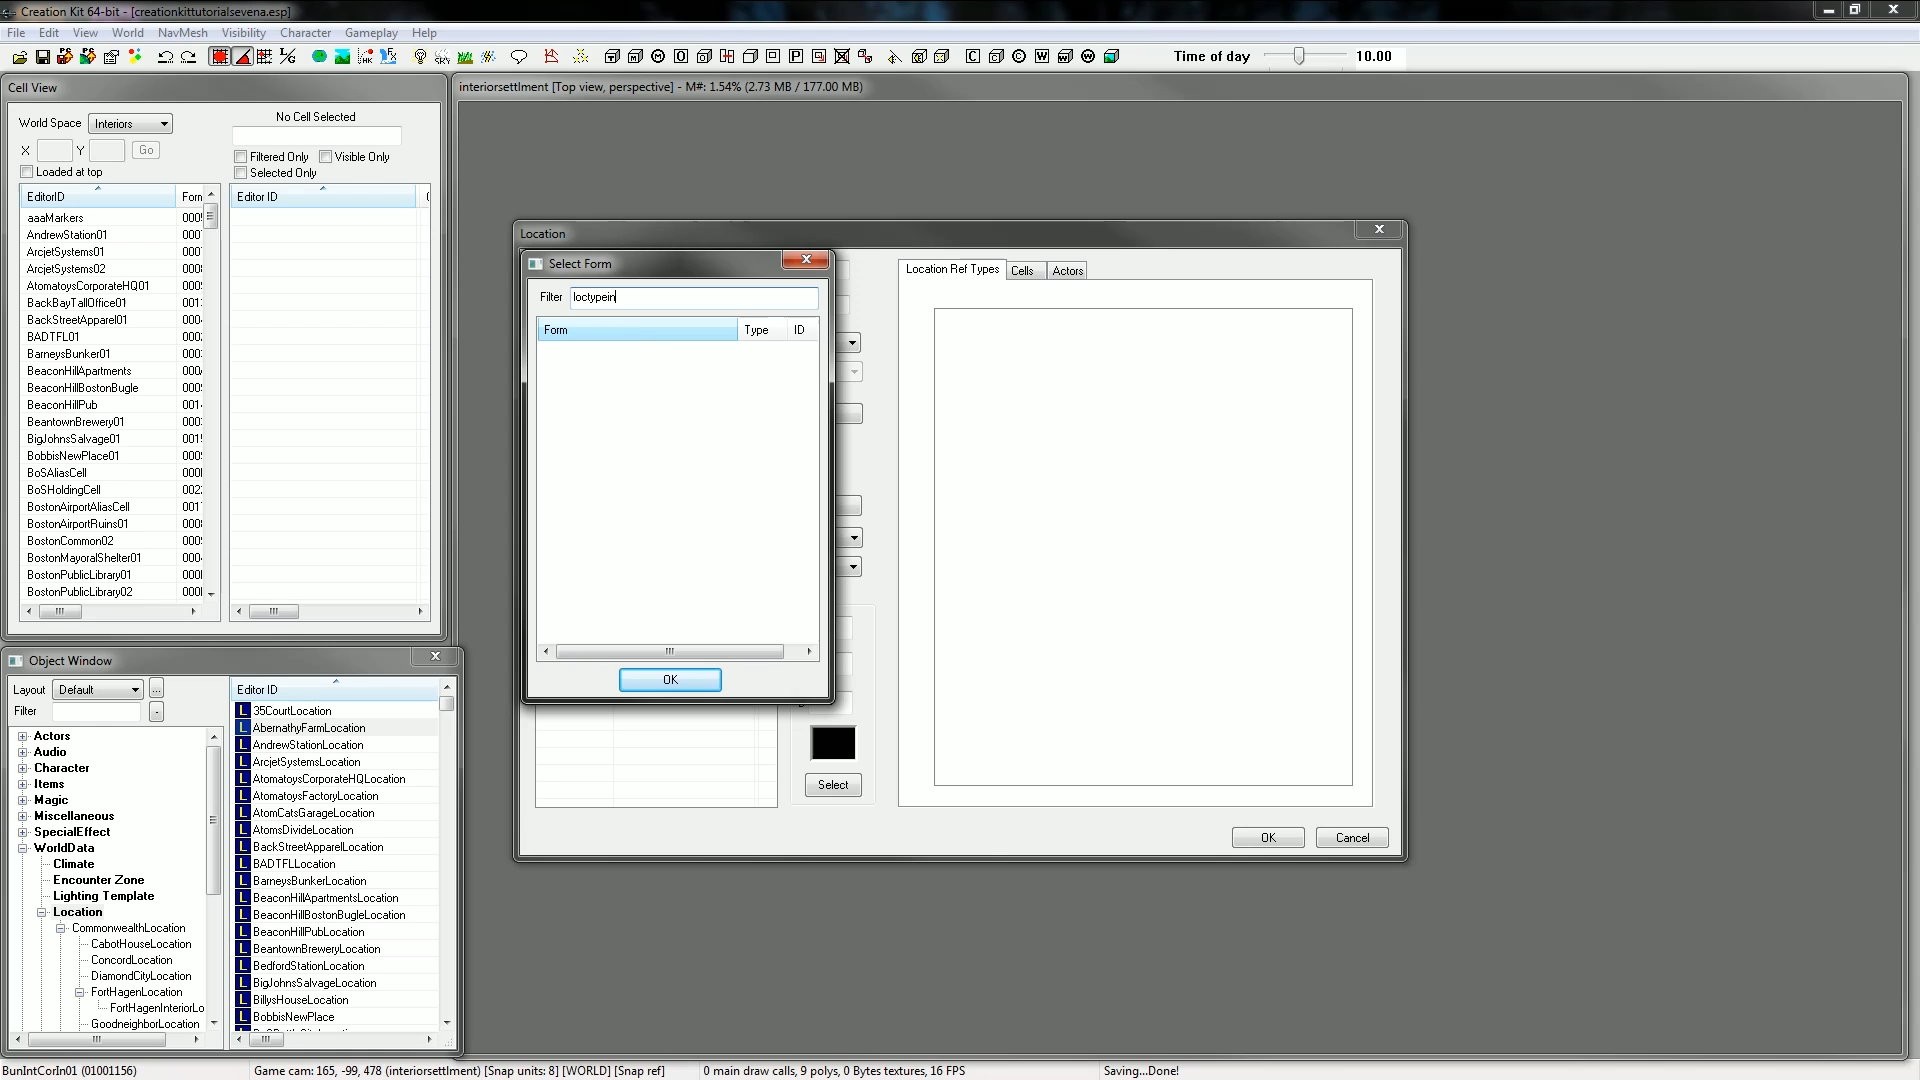 Creation Kit 64-bit - [creationkittutorialsevena.esp]
File Edit View World NavMesh Visibility Character Gameplay Help
Time of day 10.00
Cell View
World Space Interiors
No Cell Selected
X Y Go
Filtered Only Visible Only
Loaded at top
Selected Only
EditorID Form
Editor ID
aaaMarkers
AndrewStation01
ArcjetSystems01
ArcjetSystems02
AtomatoysCorporateHQ01
BackBayTallOffice01
BackStreetApparel01
BADTFL01
BarneysBunker01
BeaconHillApartments
BeaconHillBostonBugle
BeaconHillPub
BeantownBrewery01
BigJohnsSalvage01
BobbisNewPlace01
BoSAliasCell
BoSHoldingCell
BostonAirportAliasCell
BostonAirportRuins01
BostonCommon02
BostonMayoralShelter01
BostonPublicLibrary01
BostonPublicLibrary02
interiorsettlment [Top view, perspective] - M#: 1.54% (2.73 MB / 177.00 MB)
Location
Select Form
Filter loctypein
Form Type ID
OK
Location Ref Types Cells Actors
Select
OK Cancel
Object Window
Layout Default ...
Filter
Actors
Audio
Character
Items
Magic
Miscellaneous
SpecialEffect
WorldData
Climate
Encounter Zone
Lighting Template
Location
CommonwealthLocation
CabotHouseLocation
ConcordLocation
DiamondCityLocation
FortHagenLocation
FortHagenInteriorLo
GoodneighborLocation
Editor ID
35CourtLocation
AbernathyFarmLocation
AndrewStationLocation
ArcjetSystemsLocation
AtomatoysCorporateHQLocation
AtomatoysFactoryLocation
AtomCatsGarageLocation
AtomsDivideLocation
BackStreetApparelLocation
BADTFLLocation
BarneysBunkerLocation
BeaconHillApartmentsLocation
BeaconHillBostonBugleLocation
BeaconHillPubLocation
BeantownBreweryLocation
BedfordStationLocation
BigJohnsSalvageLocation
BillysHouseLocation
BobbisNewPlace
BunIntCorIn01 (01001156)
Game cam: 165, -99, 478 (interiorsettlment) [Snap units: 8] [WORLD] [Snap ref]
0 main draw calls, 9 polys, 0 Bytes textures, 16 FPS
Saving...Done!